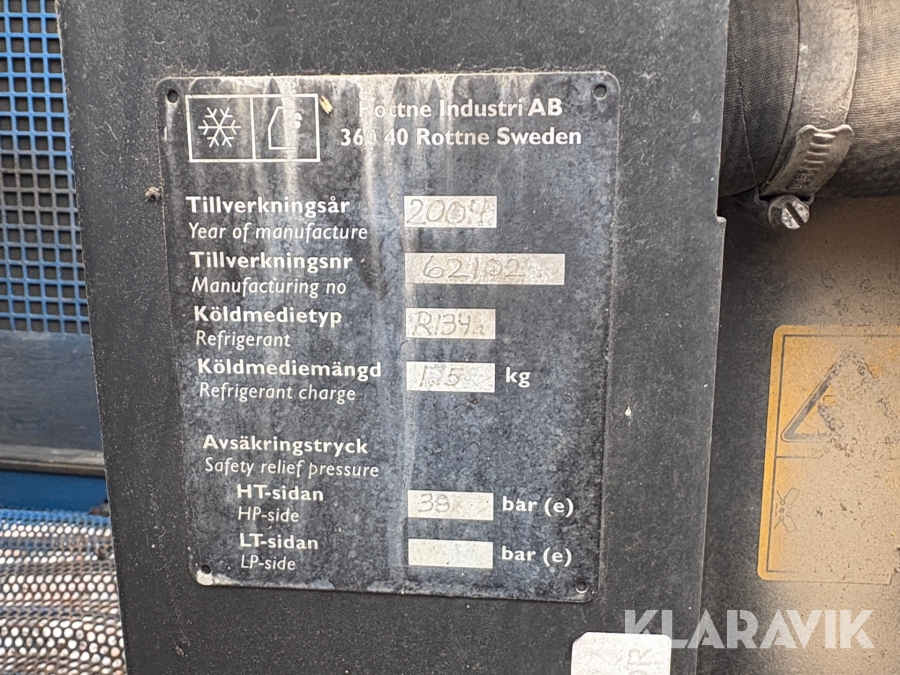 Rottne Industri AB
360 40 Rottne Sweden
Tillverkningsår 2004
Year of manufacture
Tillverkningsnr 62102
Manufacturing no
Köldmedietyp R134a
Refrigerant
Köldmediemängd 1.5 kg
Refrigerant charge
Avsäkringstryck
Safety relief pressure
HT-sidan 38 bar (e)
HP-side
LT-sidan bar (e)
LP-side
KLARAVIK